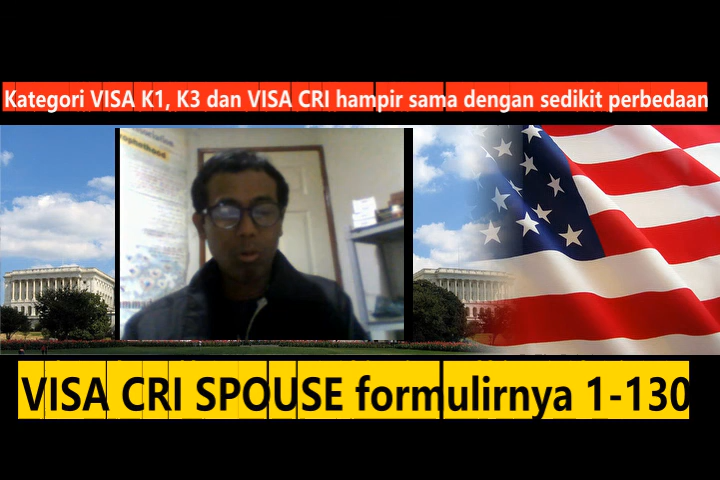 Kategori VISA K1, K3 dan VISA CRI hampir sama dengan sedikit perbedaan
VISA CRI SPOUSE formulirnya 1-130